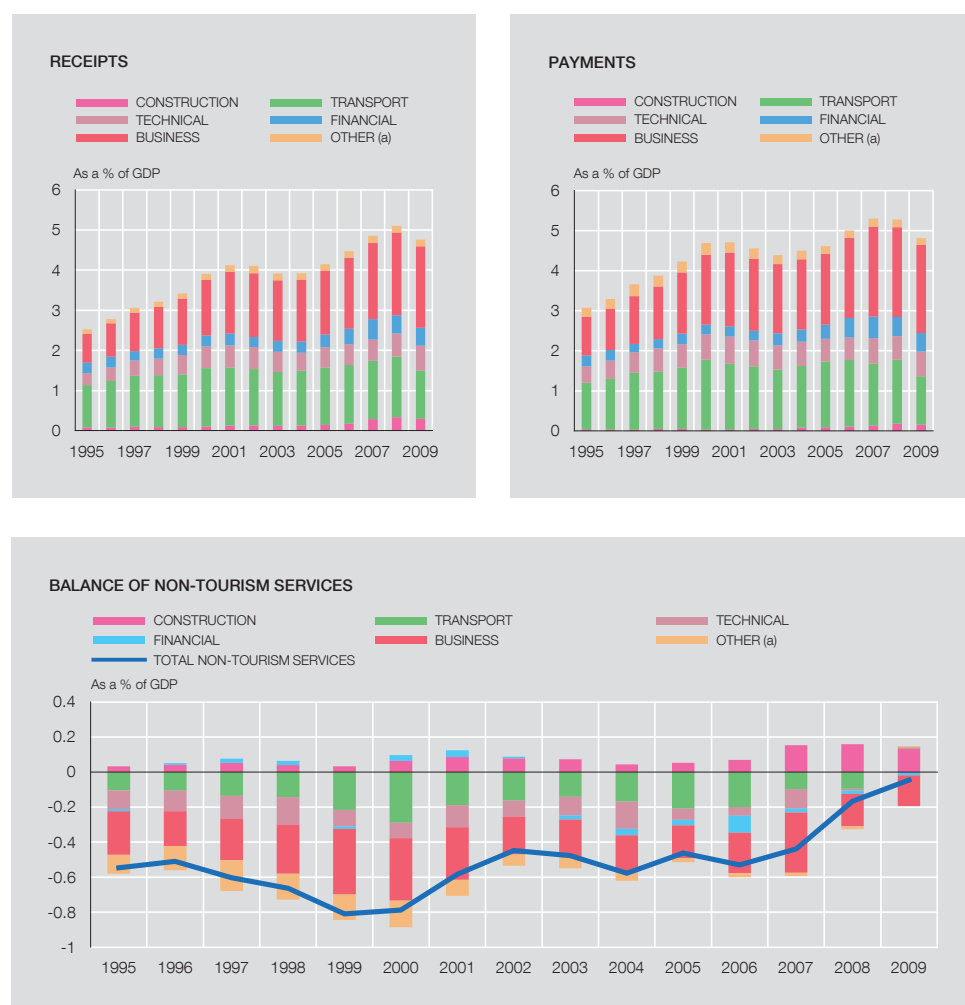 RECEIPTS
CONSTRUCTION TRANSPORT
TECHNICAL FINANCIAL
BUSINESS OTHER (a)
As a % of GDP
6
5
4
3
2
1
0
1995 1997 1999 2001 2003 2005 2007 2009
PAYMENTS
CONSTRUCTION TRANSPORT
TECHNICAL FINANCIAL
BUSINESS OTHER (a)
As a % of GDP
6
5
4
3
2
1
0
1995 1997 1999 2001 2003 2005 2007 2009
BALANCE OF NON-TOURISM SERVICES
CONSTRUCTION TRANSPORT TECHNICAL
FINANCIAL BUSINESS OTHER (a)
TOTAL NON-TOURISM SERVICES
As a % of GDP
0.4
0.2
0
-0.2
-0.4
-0.6
-0.8
-1
1995 1996 1997 1998 1999 2000 2001 2002 2003 2004 2005 2006 2007 2008 2009